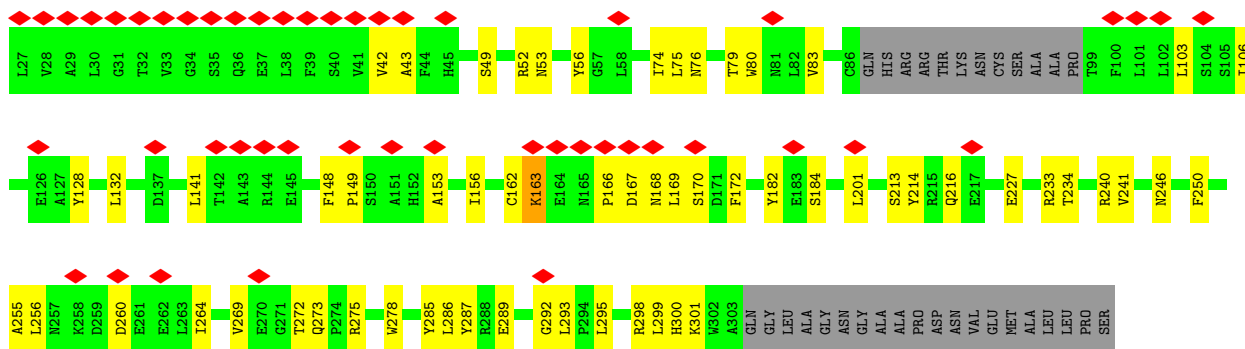 L27 V28 A29 L30 G31 T32 V33 G34 S35 Q36 E37 L38 F39 S40 V41 V42 A43 F44 H45 S49 R52 N53 Y56 G57 L58 I74 L75 N76 T79 W80 N81 L82 V83 C86 GLN HIS ARG ARG THR LYS ASN CYS SER ALA ALA PRO T99 F100 L101 L102 L103 S104 S105 I106
E126 A127 Y128 L132 D137 L141 T142 A143 R144 E145 F148 P149 S150 A151 H152 A153 I156 C162 K163 E164 N165 P166 D167 N168 L169 S170 D171 F172 Y182 E183 S184 L201 S213 Y214 R215 Q216 E217 E227 R233 T234 R240 V241 N246 F250
A255 L256 N257 K258 D259 D260 E261 E262 L263 I264 V269 E270 G271 T272 Q273 P274 R275 W278 Y285 L286 Y287 R288 E289 G292 L293 P294 L295 R298 L299 H300 K301 W302 A303 GLN GLY LEU ALA GLY ASN GLY ALA ALA PRO ASP ASN VAL GLU MET ALA LEU LEU PRO SER